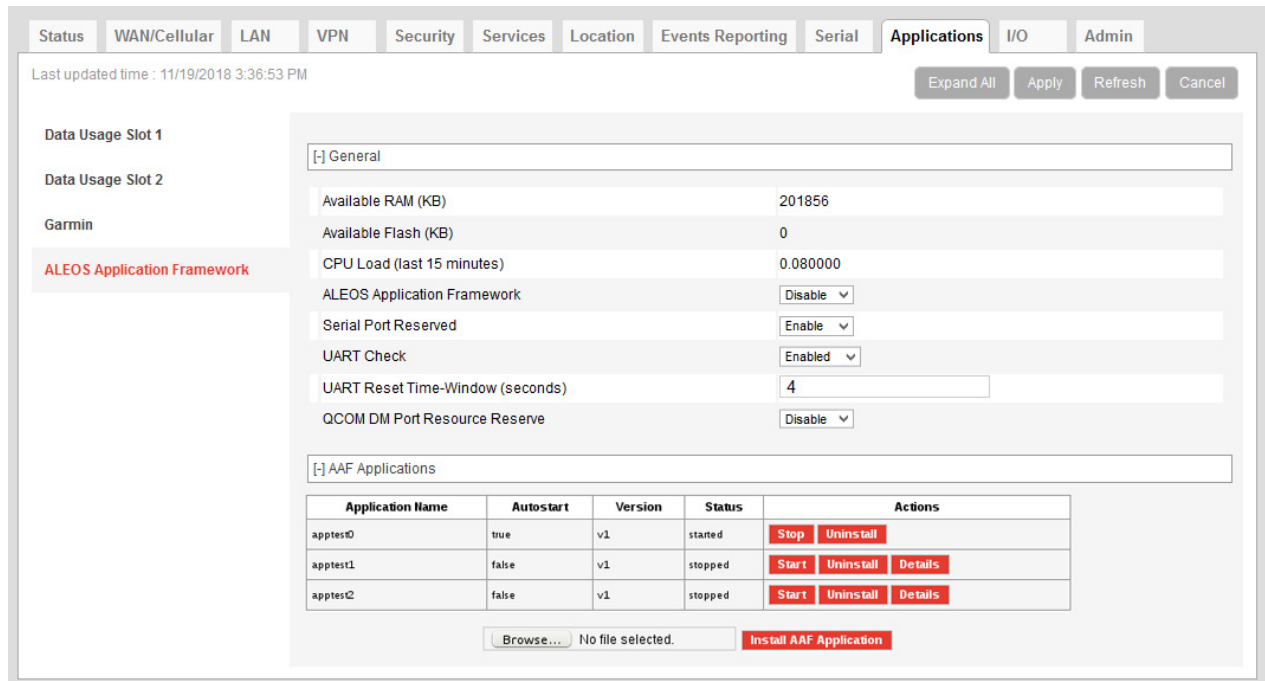 Status WAN/Cellular LAN VPN Security Services Location Events Reporting Serial Applications I/O Admin
Last updated time : 11/19/2018 3:36:53 PM
Expand All Apply Refresh Cancel
Data Usage Slot 1
Data Usage Slot 2
Garmin
ALEOS Application Framework
[-] General
Available RAM (KB) 201856
Available Flash (KB) 0
CPU Load (last 15 minutes) 0.080000
ALEOS Application Framework Disable
Serial Port Reserved Enable
UART Check Enabled
UART Reset Time-Window (seconds) 4
QCOM DM Port Resource Reserve Disable
[-] AAF Applications
Application Name Autostart Version Status Actions
apptest0 true v1 started Stop Uninstall
apptest1 false v1 stopped Start Uninstall Details
apptest2 false v1 stopped Start Uninstall Details
Browse... No file selected. Install AAF Application